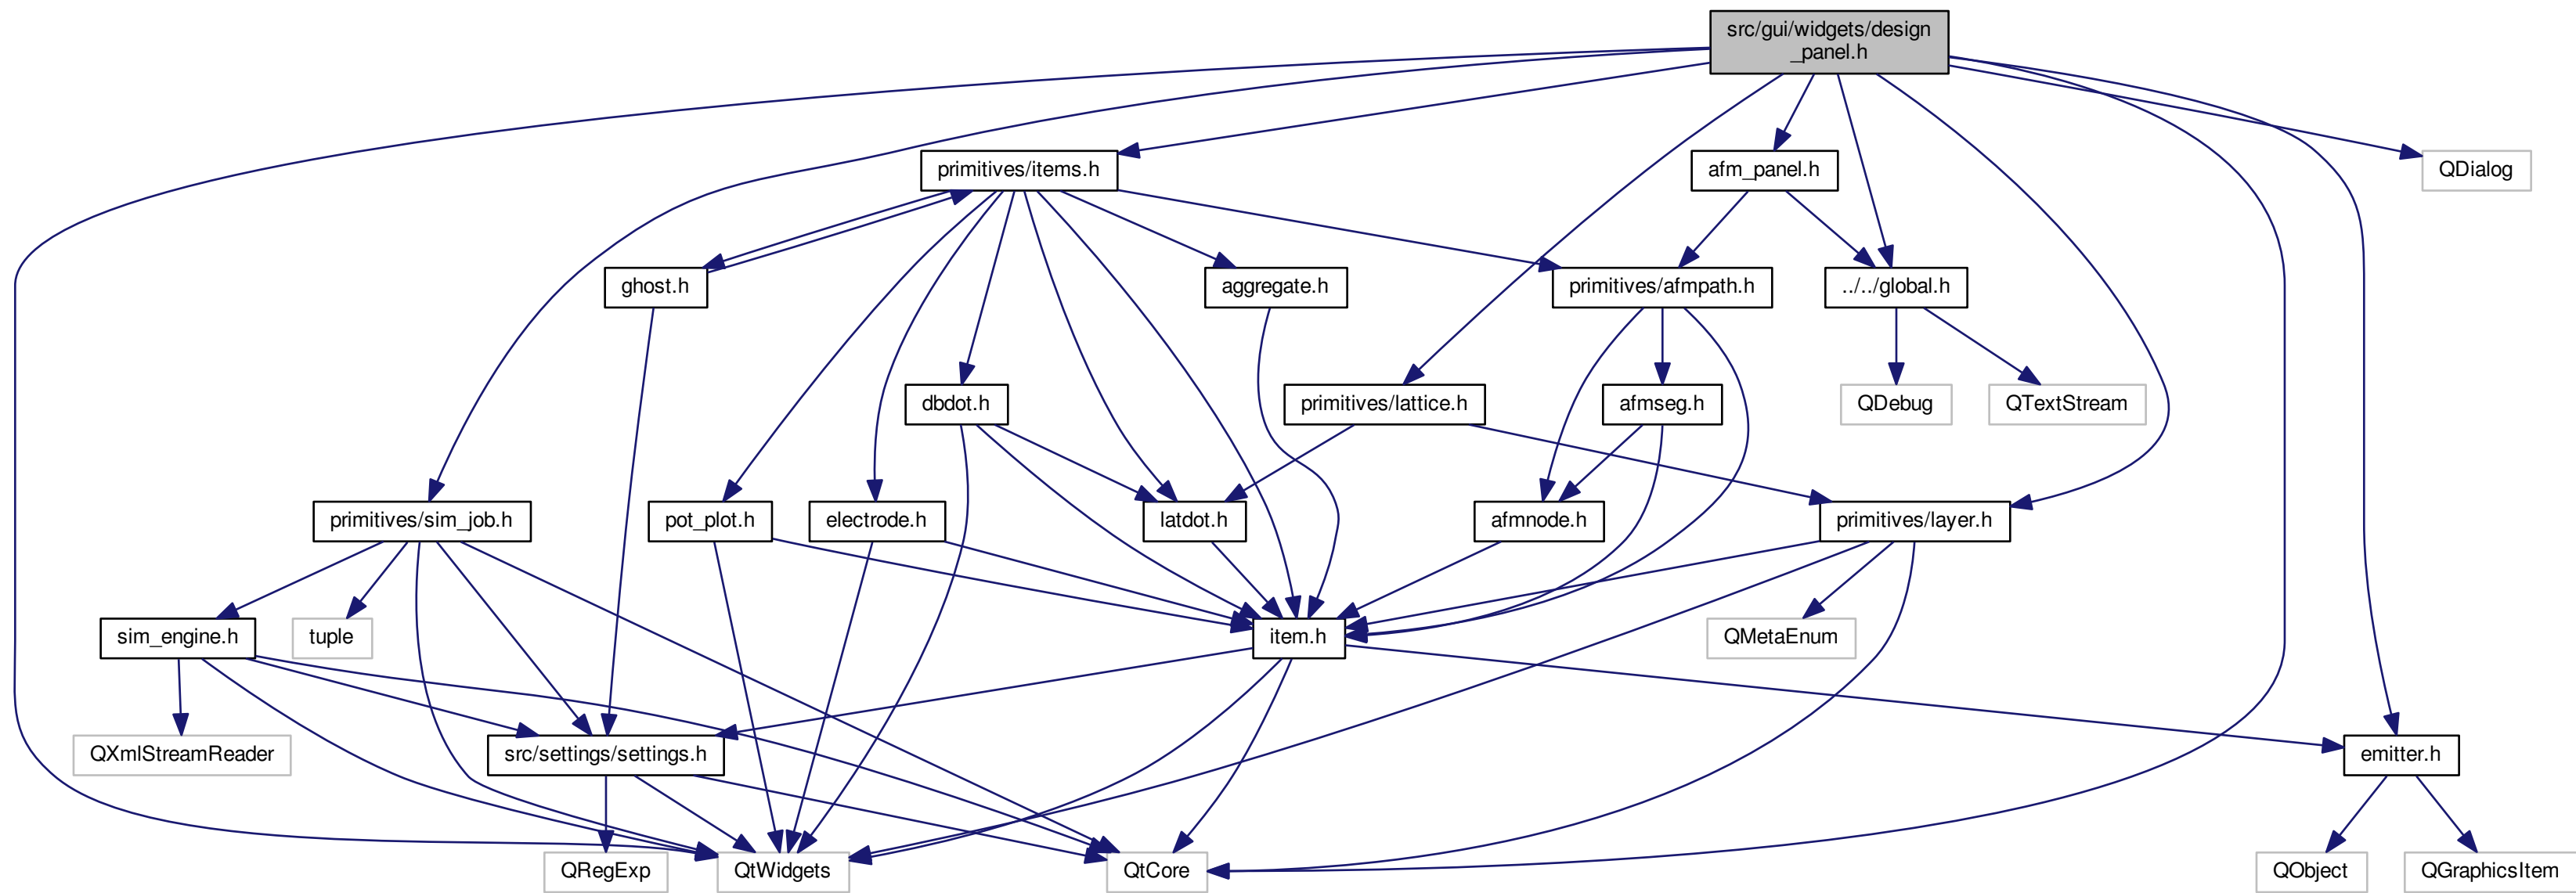 src/gui/widgets/design
_panel.h
primitives/items.h
afm_panel.h
QDialog
ghost.h
aggregate.h
primitives/afmpath.h
../../global.h
dbdot.h
primitives/lattice.h
afmseg.h
QDebug
QTextStream
primitives/sim_job.h
pot_plot.h
electrode.h
latdot.h
afmnode.h
primitives/layer.h
sim_engine.h
tuple
item.h
QMetaEnum
QXmlStreamReader
src/settings/settings.h
emitter.h
QRegExp
QtWidgets
QtCore
QObject
QGraphicsItem